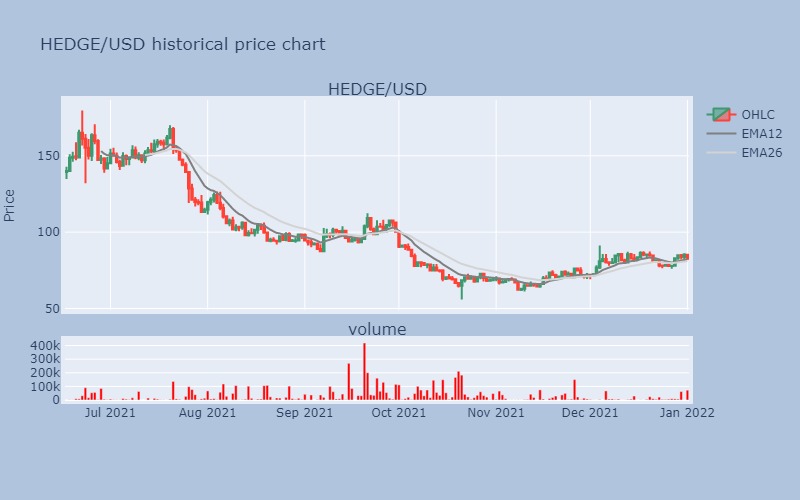 HEDGE/USD historical price chart
HEDGE/USD
OHLC
EMA12
EMA26
Price
150
100
50
volume
400k
300k
200k
100k
0
Jul 2021 Aug 2021 Sep 2021 Oct 2021 Nov 2021 Dec 2021 Jan 2022